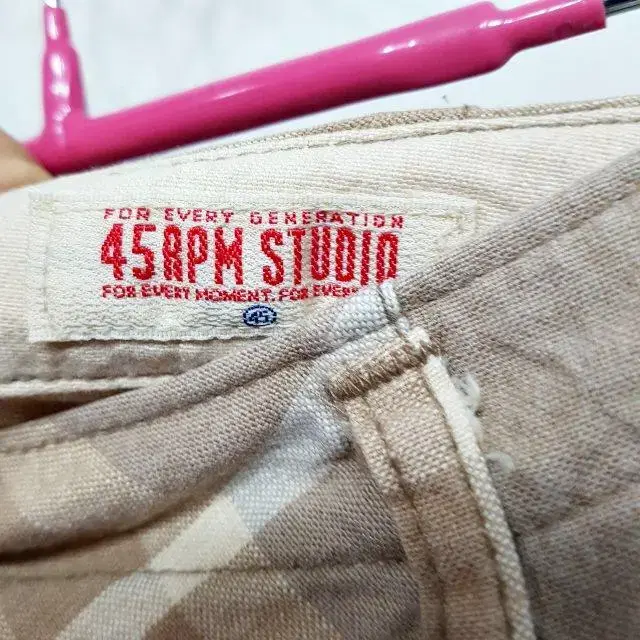 FOR EVERY GENERATION
45RPM STUDIO
FOR EVERY MOMENT. FOR EVERY
45